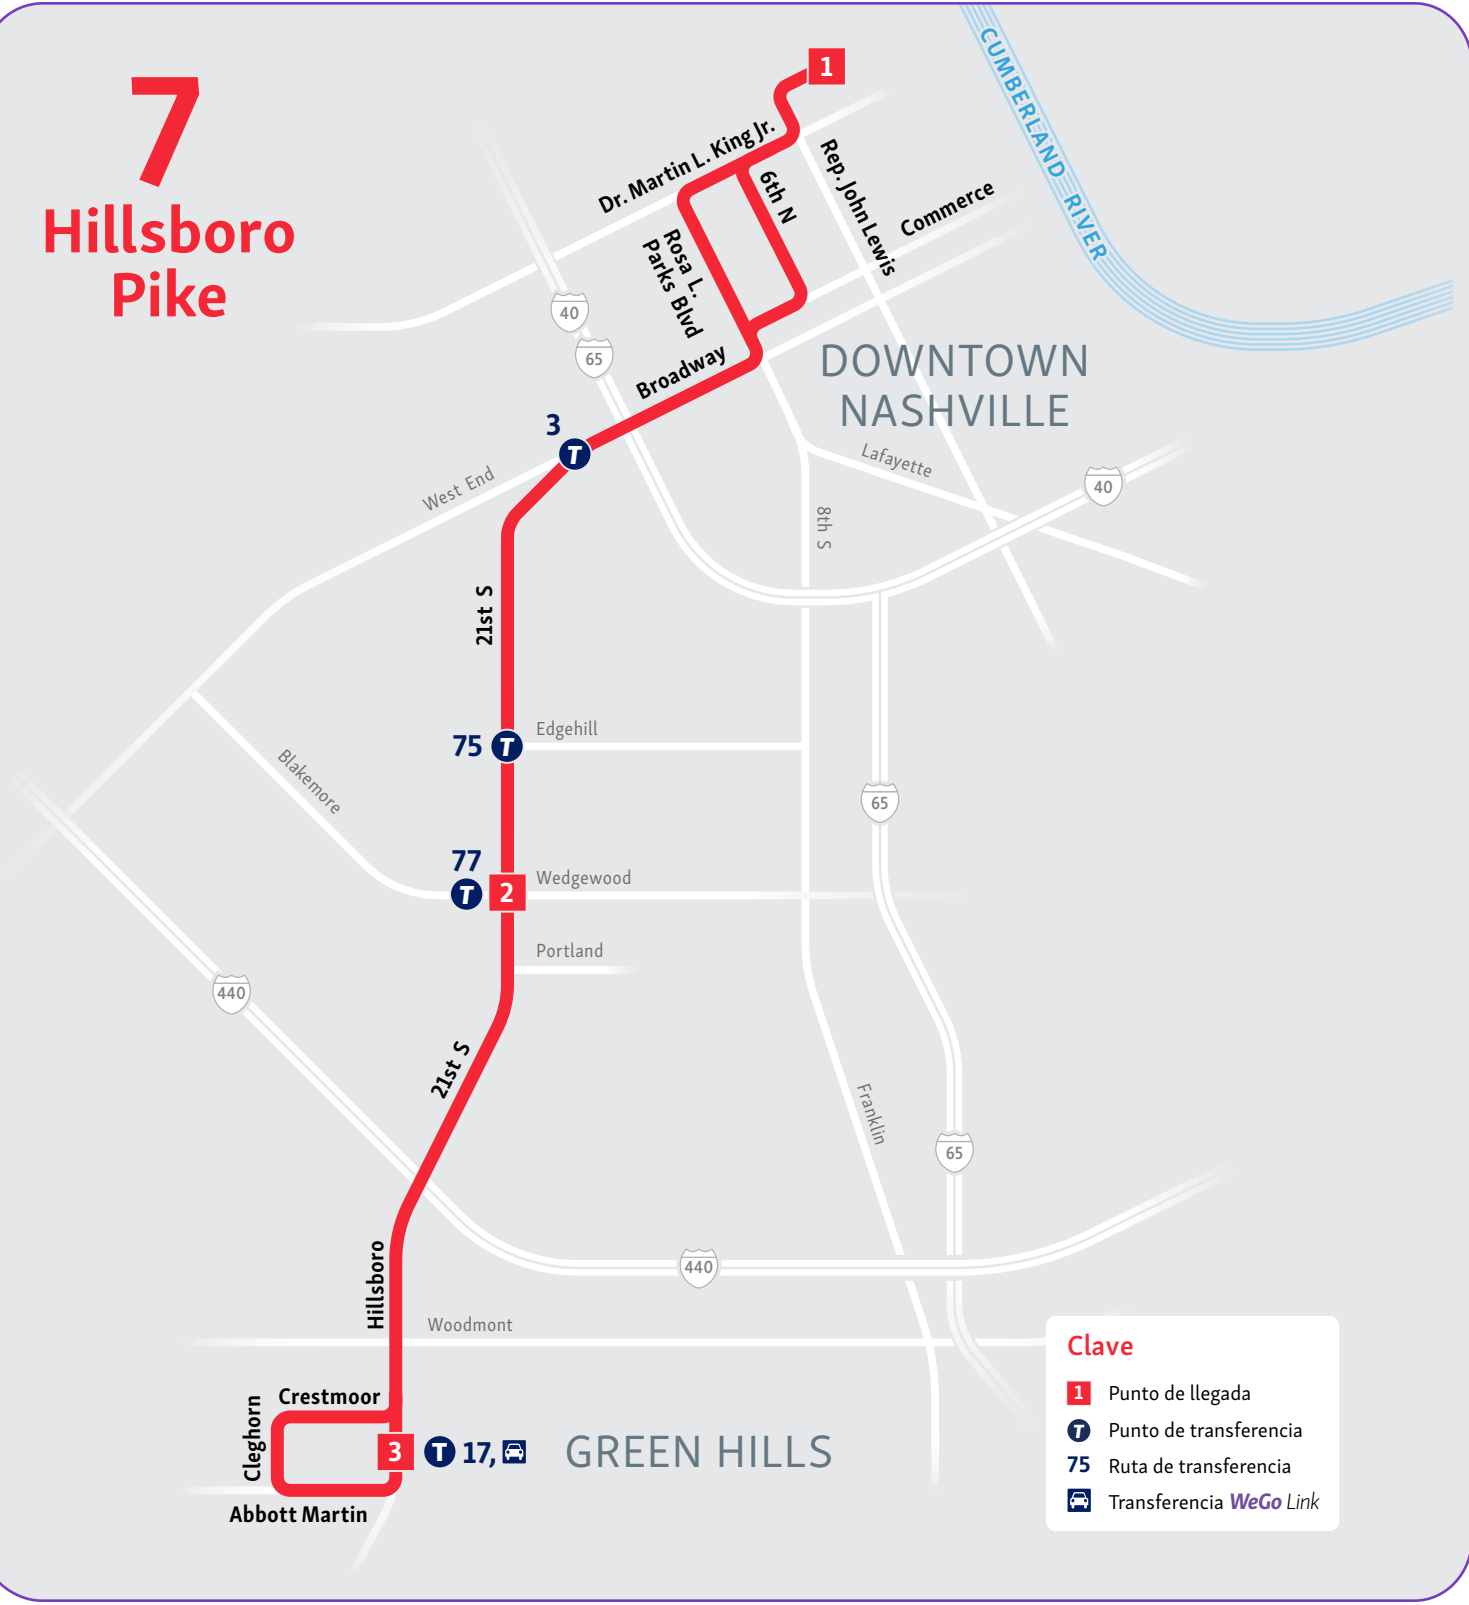 7
Hillsboro
Pike
1
CUMBERLAND RIVER
Dr. Martin L. King Jr.
6th N
Rep. John Lewis
Commerce
Rosa L.
Parks Blvd
40
65
Broadway
DOWNTOWN
NASHVILLE
3
T
West End
Lafayette
40
8th S
21st S
75
T
Edgehill
Blakemore
65
77
T
2
Wedgewood
Portland
440
21st S
Franklin
65
Hillsboro
440
Woodmont
Crestmoor
Cleghorn
3
T
17,
GREEN HILLS
Abbott Martin
Clave
1 Punto de llegada
T Punto de transferencia
75 Ruta de transferencia
Transferencia WeGo Link